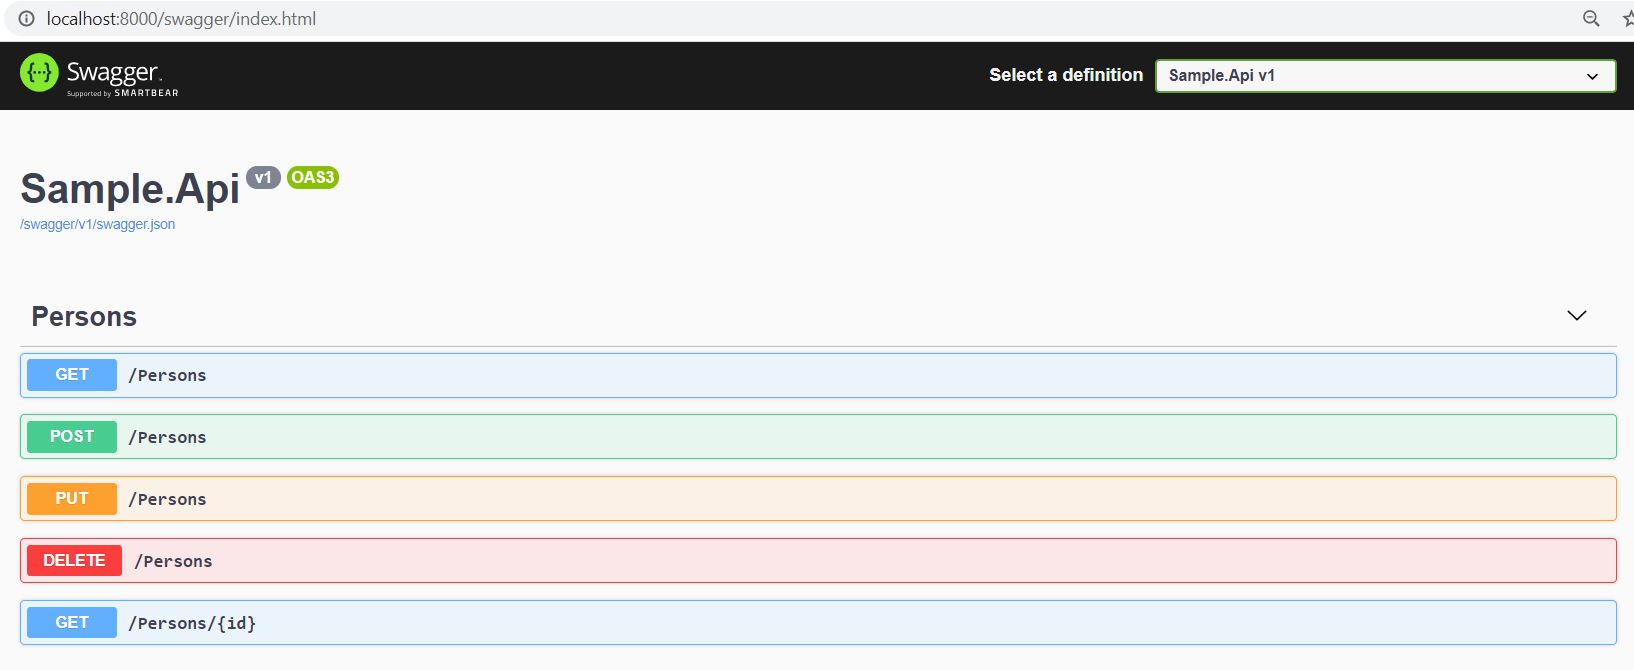 localhost:8000/swagger/index.html
{···} Swagger™
Supported by SMARTBEAR
Select a definition
Sample.Api v1
Sample.Api v1 OAS3
/swagger/v1/swagger.json
Persons
GET /Persons
POST /Persons
PUT /Persons
DELETE /Persons
GET /Persons/{id}